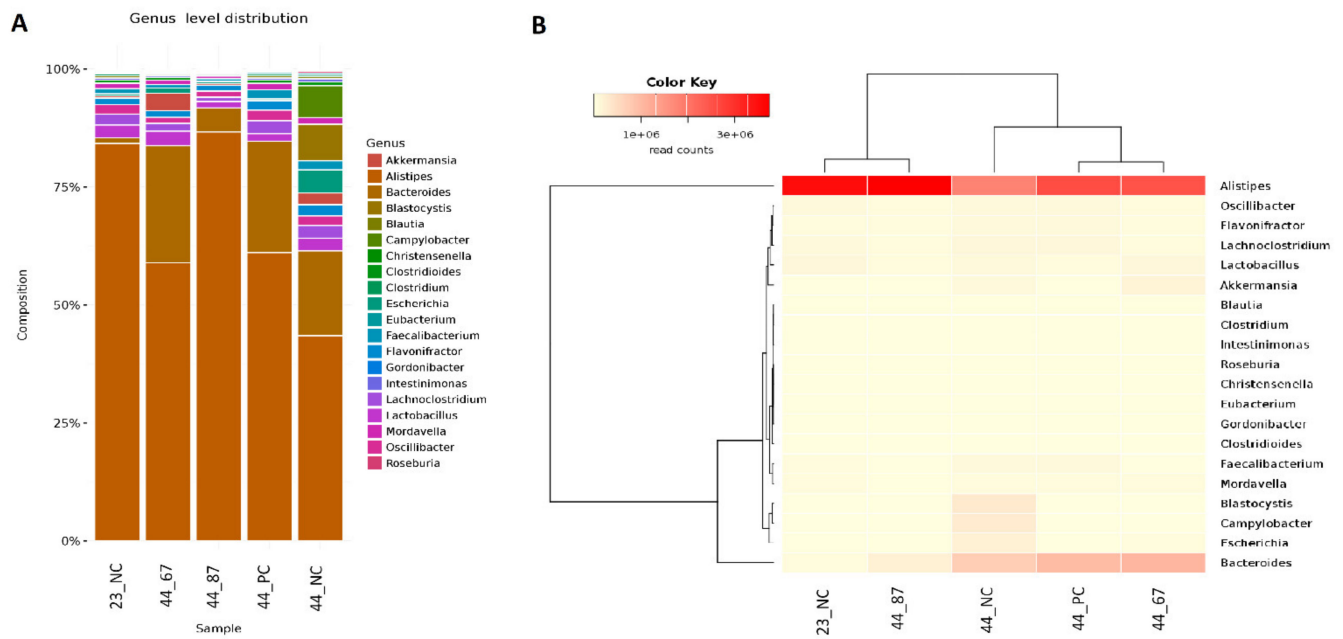 A
Genus level distribution
100%
75%
50%
25%
0%
Composition
23_NC
44_67
44_87
44_PC
44_NC
Sample
Genus
Akkermansia
Alistipes
Bacteroides
Blastocystis
Blautia
Campylobacter
Christensenella
Clostridioides
Clostridium
Escherichia
Eubacterium
Faecalibacterium
Flavonifractor
Gordonibacter
Intestinimonas
Lachnoclostridium
Lactobacillus
Mordavella
Oscillibacter
Roseburia
B
Color Key
1e+06 3e+06
read counts
Alistipes
Oscillibacter
Flavonifractor
Lachnoclostridium
Lactobacillus
Akkermansia
Blautia
Clostridium
Intestinimonas
Roseburia
Christensenella
Eubacterium
Gordonibacter
Clostridioides
Faecalibacterium
Mordavella
Blastocystis
Campylobacter
Escherichia
Bacteroides
23_NC
44_87
44_NC
44_PC
44_67